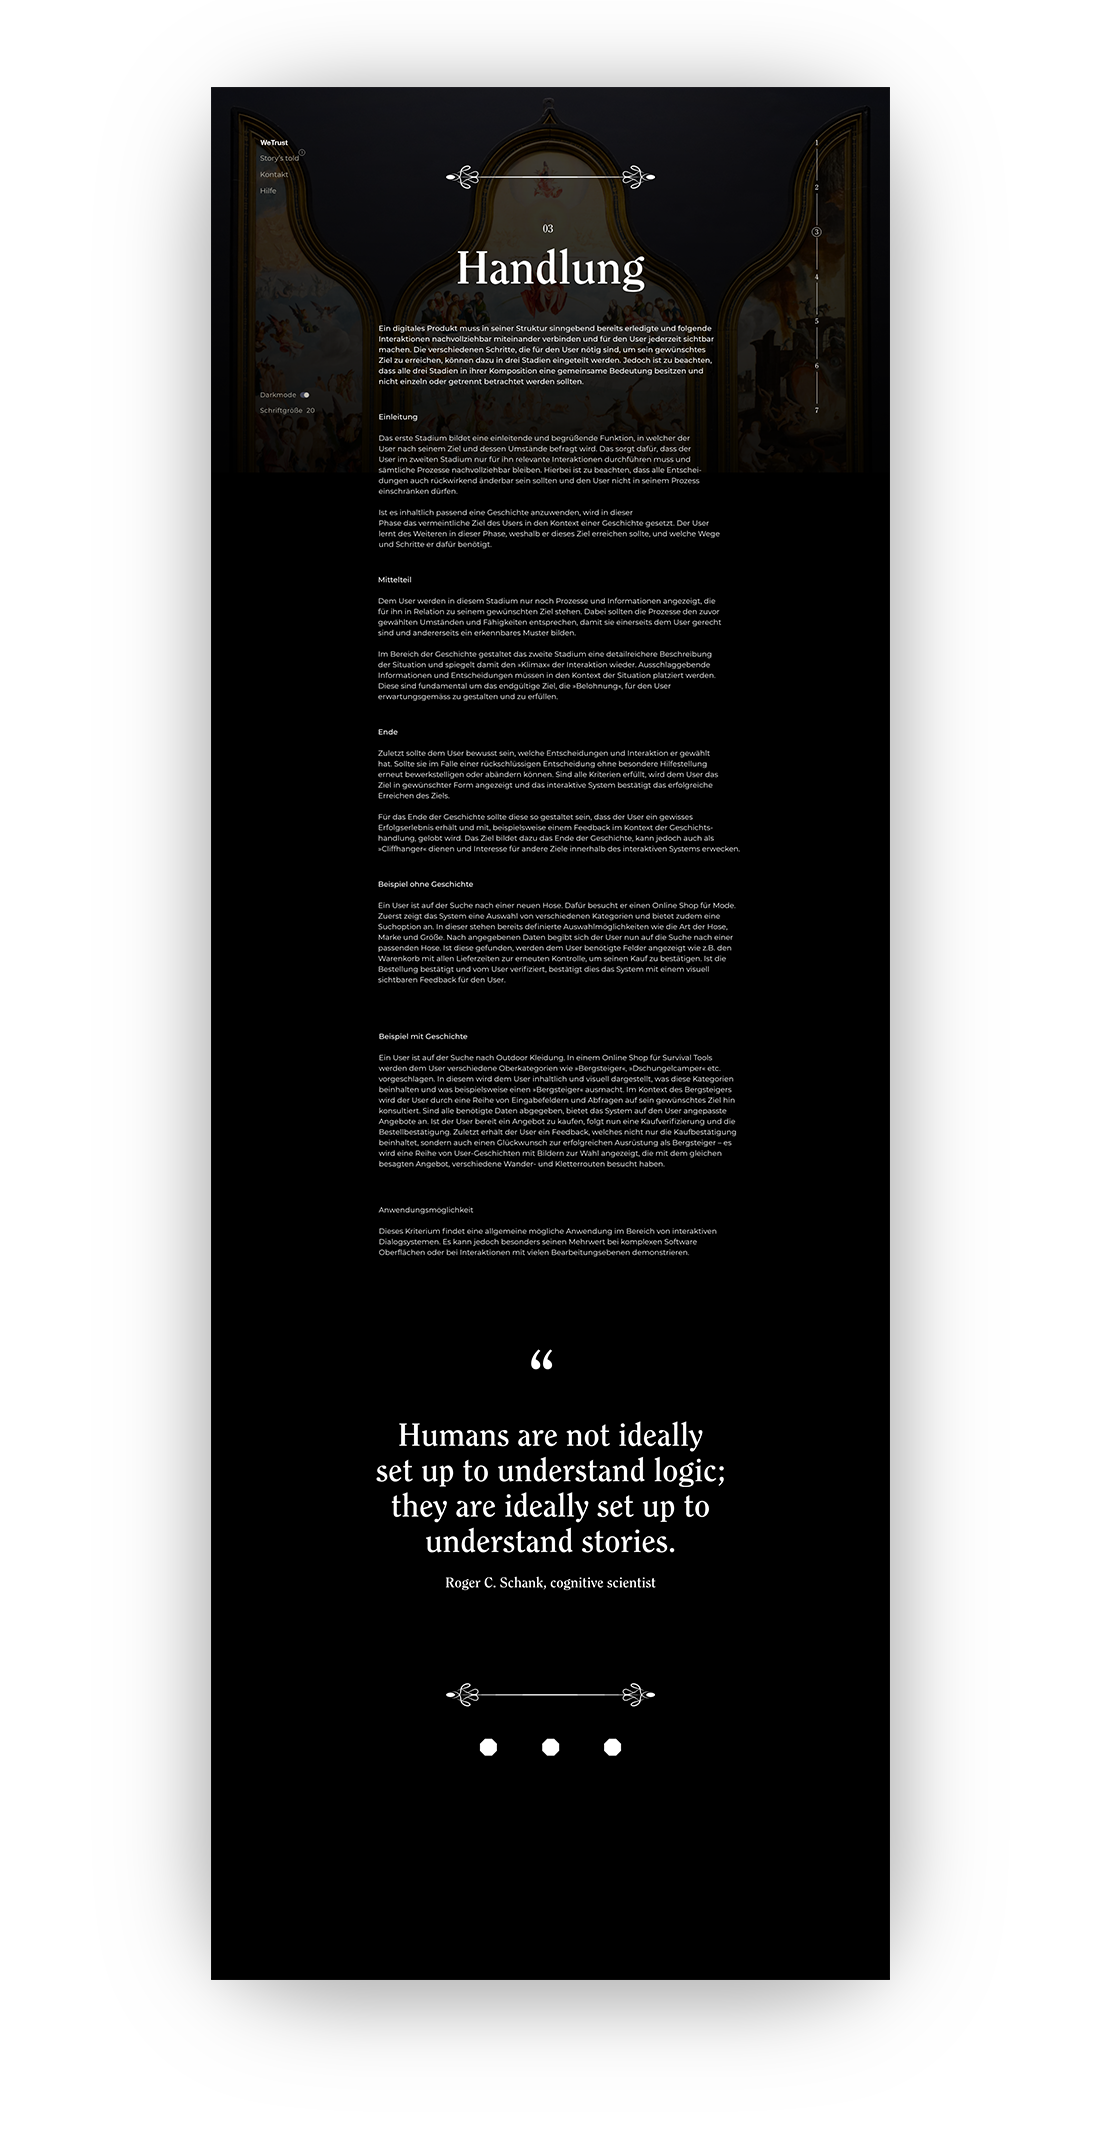 WeTrust
Story's told
Kontakt
Hilfe
Darkmode
Schriftgröße 20
1
2
3
4
5
6
7
03
Handlung
Ein digitales Produkt muss in seiner Struktur sinngebend bereits erledigte und folgende
Interaktionen nachvollziehbar miteinander verbinden und für den User jederzeit sichtbar
machen. Die verschiedenen Schritte, die für den User nötig sind, um sein gewünschtes
Ziel zu erreichen, können dazu in drei Stadien eingeteilt werden. Jedoch ist zu beachten,
dass alle drei Stadien in ihrer Komposition eine gemeinsame Bedeutung besitzen und
nicht einzeln oder getrennt betrachtet werden sollten.
Einleitung
Das erste Stadium bildet eine einleitende und begrüßende Funktion, in welcher der
User nach seinem Ziel und dessen Umstände befragt wird. Das sorgt dafür, dass der
User im zweiten Stadium nur für ihn relevante Interaktionen durchführen muss und
sämtliche Prozesse nachvollziehbar bleiben. Hierbei ist zu beachten, dass alle Entschei-
dungen auch rückwirkend änderbar sein sollten und den User nicht in seinem Prozess
einschränken dürfen.
Ist es inhaltlich passend eine Geschichte anzuwenden, wird in dieser
Phase das vermeintliche Ziel des Users in den Kontext einer Geschichte gesetzt. Der User
lernt des Weiteren in dieser Phase, weshalb er dieses Ziel erreichen sollte, und welche Wege
und Schritte er dafür benötigt.
Mittelteil
Dem User werden in diesem Stadium nur noch Prozesse und Informationen angezeigt, die
für ihn in Relation zu seinem gewünschten Ziel stehen. Dabei sollten die Prozesse den zuvor
gewählten Umständen und Fähigkeiten entsprechen, damit sie einerseits dem User gerecht
sind und andererseits ein erkennbares Muster bilden.
Im Bereich der Geschichte gestaltet das zweite Stadium eine detailreichere Beschreibung
der Situation und spiegelt damit den »Klimax« der Interaktion wieder. Ausschlaggebende
Informationen und Entscheidungen müssen in den Kontext der Situation platziert werden.
Diese sind fundamental um das endgültige Ziel, die »Belohnung«, für den User
erwartungsgemäss zu gestalten und zu erfüllen.
Ende
Zuletzt sollte dem User bewusst sein, welche Entscheidungen und Interaktion er gewählt
hat. Sollte sie im Falle einer rückschlüssigen Entscheidung ohne besondere Hilfestellung
erneut bewerkstelligen oder abändern können. Sind alle Kriterien erfüllt, wird dem User das
Ziel in gewünschter Form angezeigt und das interaktive System bestätigt das erfolgreiche
Erreichen des Ziels.
Für das Ende der Geschichte sollte diese so gestaltet sein, dass der User ein gewisses
Erfolgserlebnis erhält und mit, beispielsweise einem Feedback im Kontext der Geschichts-
handlung, gelobt wird. Das Ziel bildet dazu das Ende der Geschichte, kann jedoch auch als
»Cliffhanger« dienen und Interesse für andere Ziele innerhalb des interaktiven Systems erwecken.
Beispiel ohne Geschichte
Ein User ist auf der Suche nach einer neuen Hose. Dafür besucht er einen Online Shop für Mode.
Zuerst zeigt das System eine Auswahl von verschiedenen Kategorien und bietet zudem eine
Suchoption an. In dieser stehen bereits definierte Auswahlmöglichkeiten wie die Art der Hose,
Marke und Größe. Nach angegebenen Daten begibt sich der User nun auf die Suche nach einer
passenden Hose. Ist diese gefunden, werden dem User benötigte Felder angezeigt wie z.B. den
Warenkorb mit allen Lieferzeiten zur erneuten Kontrolle, um seinen Kauf zu bestätigen. Ist die
Bestellung bestätigt und vom User verifiziert, bestätigt dies das System mit einem visuell
sichtbaren Feedback für den User.
Beispiel mit Geschichte
Ein User ist auf der Suche nach Outdoor Kleidung. In einem Online Shop für Survival Tools
werden dem User verschiedene Oberkategorien wie »Bergsteiger«, »Dschungelcamper« etc.
vorgeschlagen. In diesem wird dem User inhaltlich und visuell dargestellt, was diese Kategorien
beinhalten und was beispielsweise einen »Bergsteiger« ausmacht. Im Kontext des Bergsteigers
wird der User durch eine Reihe von Eingabefeldern und Abfragen auf sein gewünschtes Ziel hin
konsultiert. Sind alle benötigte Daten abgegeben, bietet das System auf den User angepasste
Angebote an. Ist der User bereit ein Angebot zu kaufen, folgt nun eine Kaufverifizierung und die
Bestellbestätigung. Zuletzt erhält der User ein Feedback, welches nicht nur die Kaufbestätigung
beinhaltet, sondern auch einen Glückwunsch zur erfolgreichen Ausrüstung als Bergsteiger – es
wird eine Reihe von User-Geschichten mit Bildern zur Wahl angezeigt, die mit dem gleichen
besagten Angebot, verschiedene Wander- und Kletterrouten besucht haben.
Anwendungsmöglichkeit
Dieses Kriterium findet eine allgemeine mögliche Anwendung im Bereich von interaktiven
Dialogsystemen. Es kann jedoch besonders seinen Mehrwert bei komplexen Software
Oberflächen oder bei Interaktionen mit vielen Bearbeitungsebenen demonstrieren.
“
Humans are not ideally
set up to understand logic;
they are ideally set up to
understand stories.
Roger C. Schank, cognitive scientist